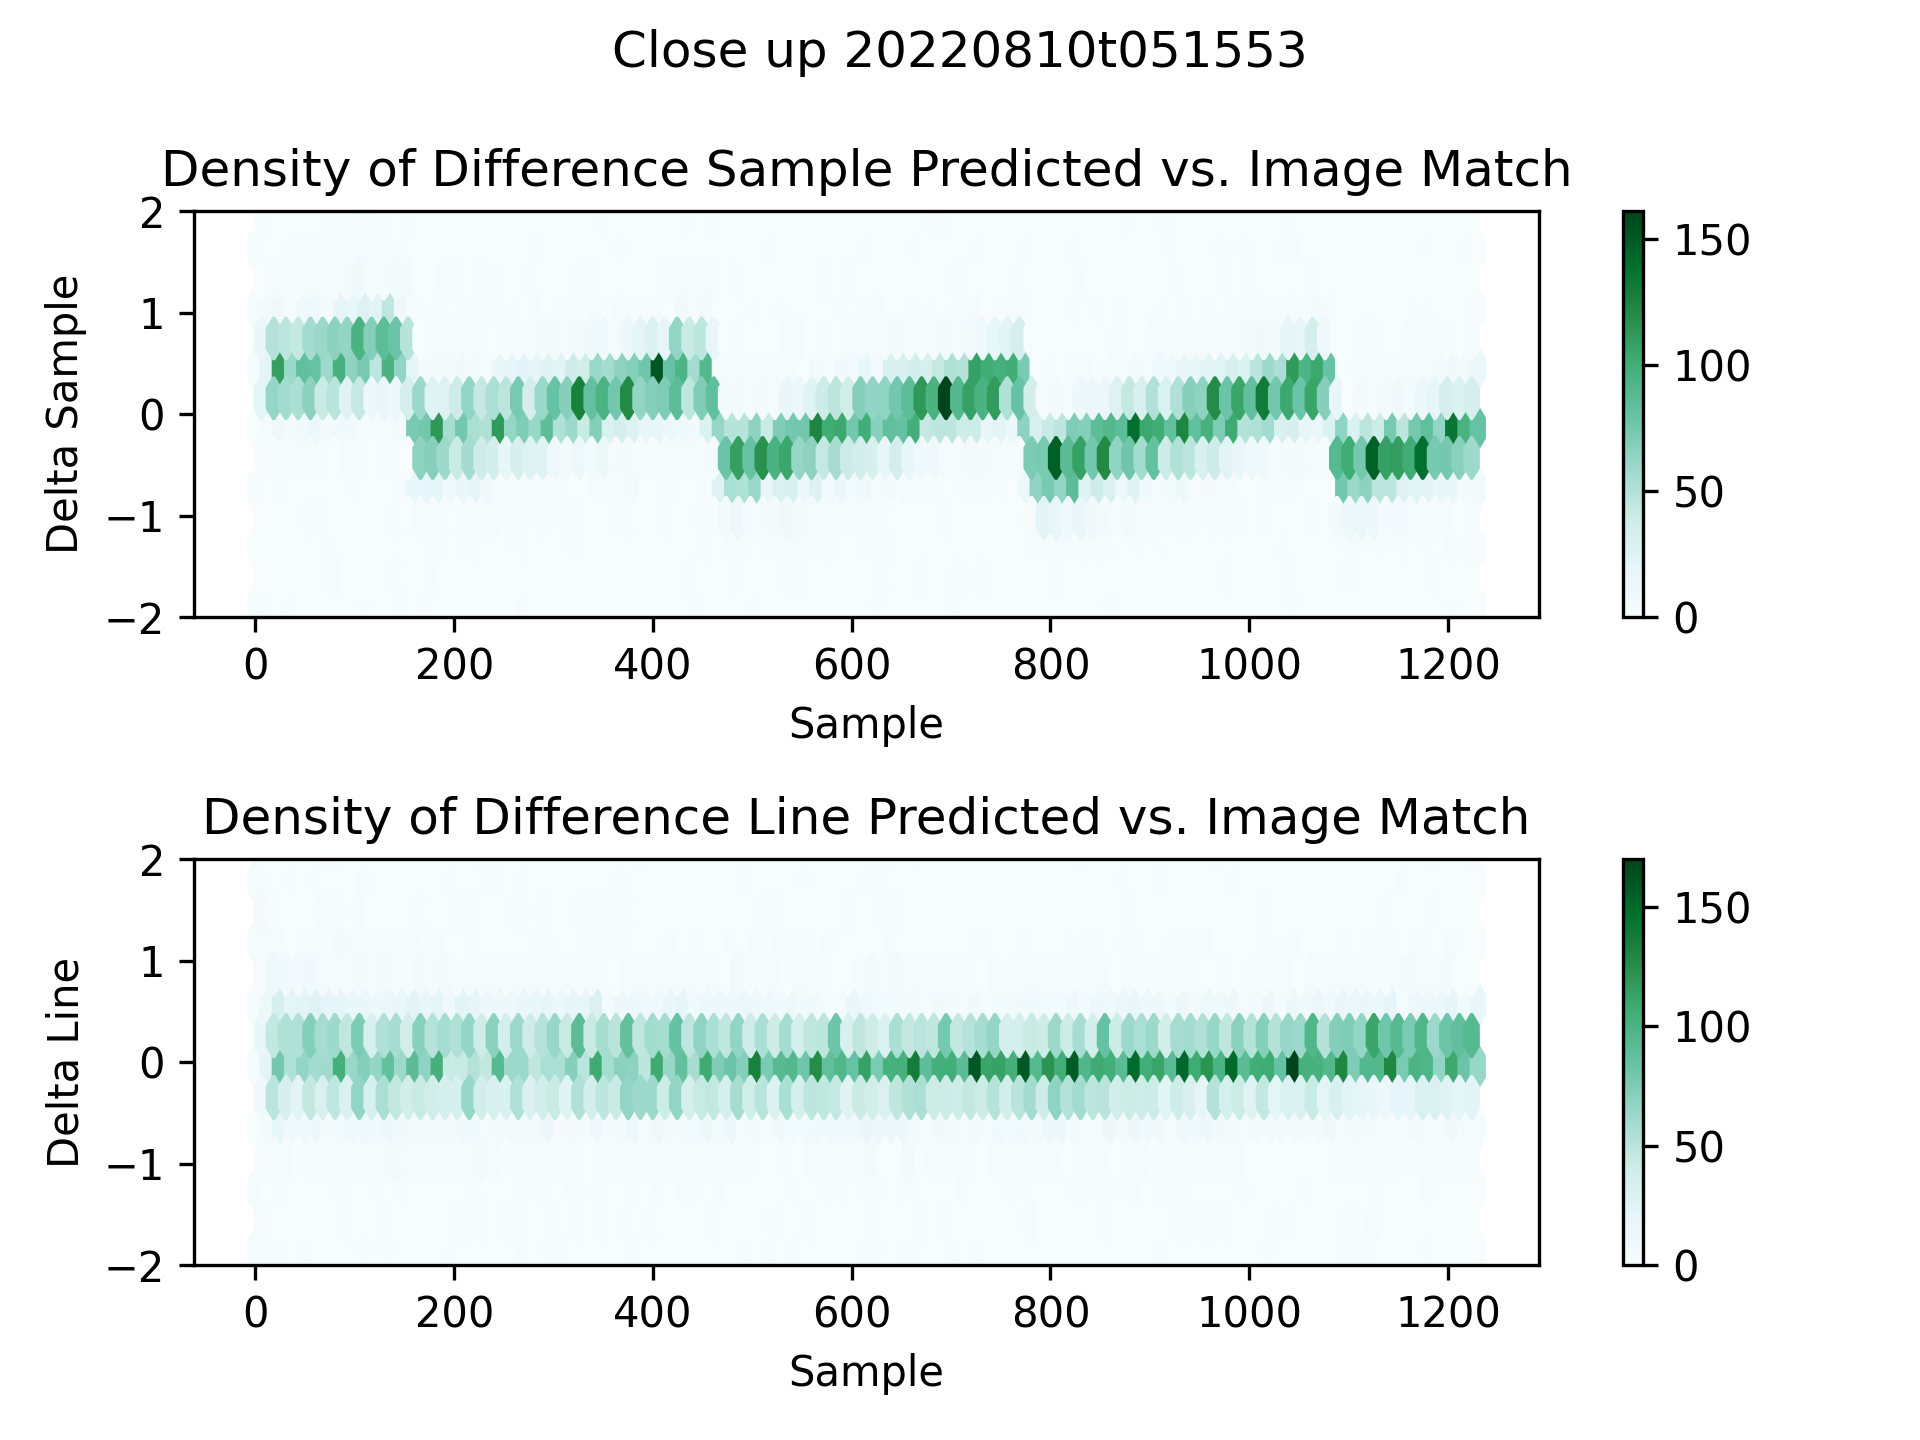 Close up 20220810t051553
Density of Difference Sample Predicted vs. Image Match
2
1
0
−1
−2
Delta Sample
0 200 400 600 800 1000 1200
Sample
150
100
50
0
Density of Difference Line Predicted vs. Image Match
2
1
0
−1
−2
Delta Line
0 200 400 600 800 1000 1200
Sample
150
100
50
0